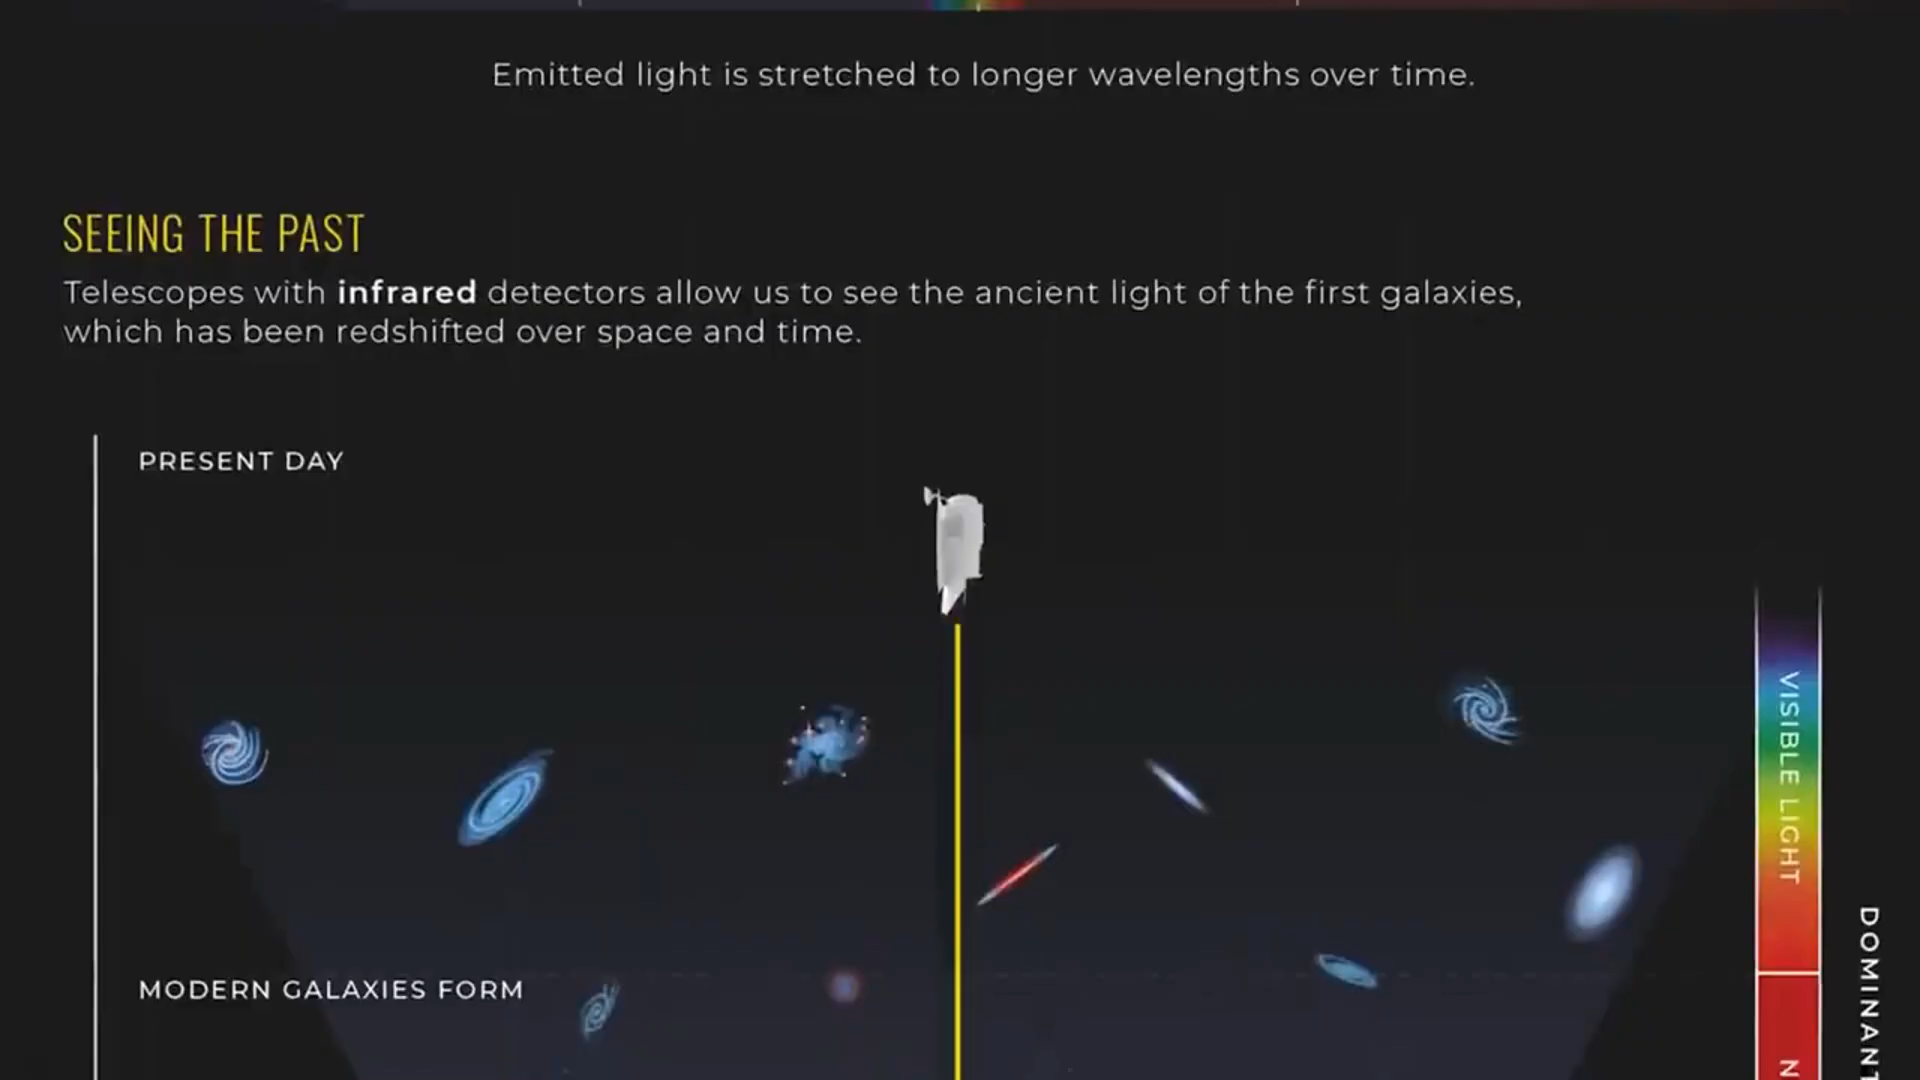 Emitted light is stretched to longer wavelengths over time.
SEEING THE PAST
Telescopes with infrared detectors allow us to see the ancient light of the first galaxies,
which has been redshifted over space and time.
PRESENT DAY
VISIBLE LIGHT
MODERN GALAXIES FORM
DOMINANT
N